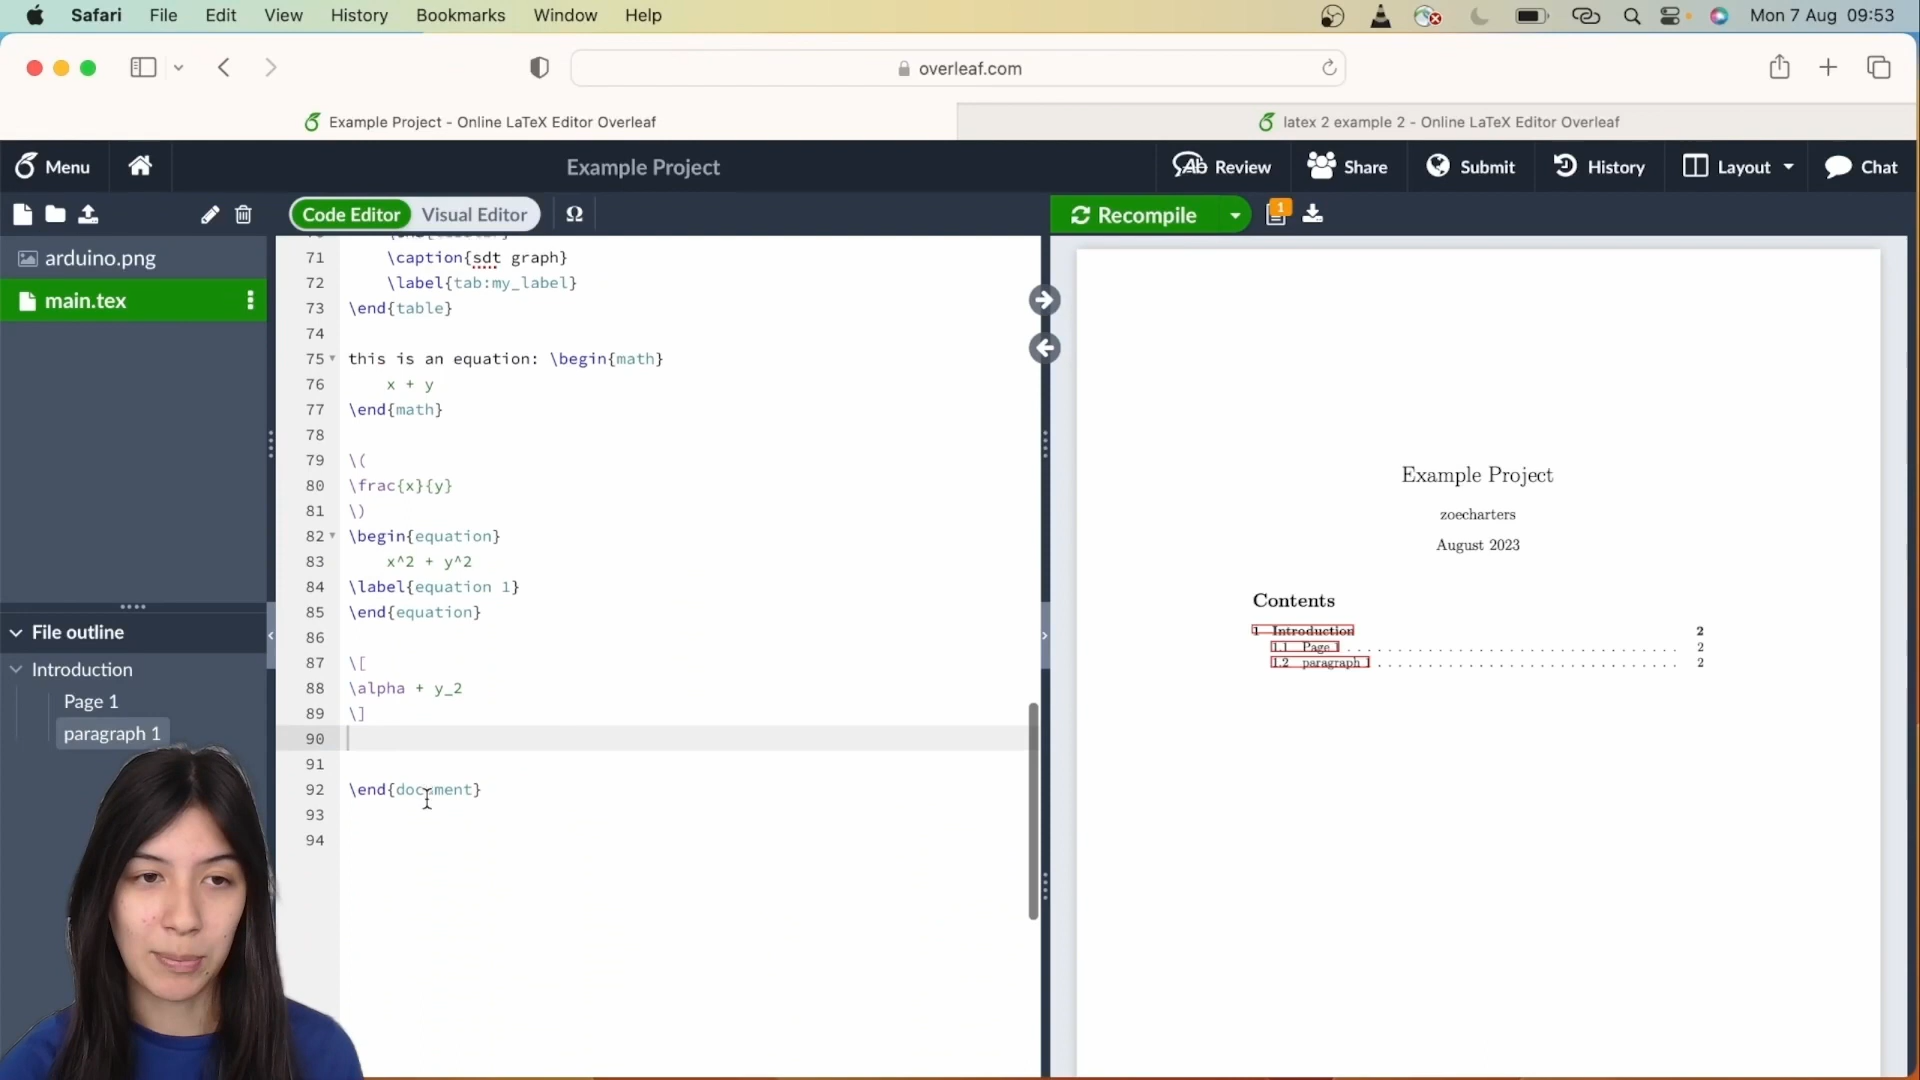 Safari File Edit View History Bookmarks Window Help Mon 7 Aug 09:53
overleaf.com
Example Project - Online LaTeX Editor Overleaf
latex 2 example 2 - Online LaTeX Editor Overleaf
Menu Example Project Review Share Submit History Layout Chat
Code Editor Visual Editor Ω Recompile 1
arduino.png
main.tex
File outline
Introduction
Page 1
paragraph 1
71 \caption{sdt graph}
72 \label{tab:my_label}
73 \end{table}
74
75 this is an equation: \begin{math}
76 x + y
77 \end{math}
78
79 \(
80 \frac{x}{y}
81 \)
82 \begin{equation}
83 x^2 + y^2
84 \label{equation 1}
85 \end{equation}
86
87 \[
88 \alpha + y_2
89 \]
90
91
92 \end{document}
93
94
Example Project
zoecharters
August 2023
Contents
1 Introduction 2
1.1 Page 1 . . . . . . . . . . . . . . . . . . . . . . . . . . . . . . 2
1.2 paragraph 1 . . . . . . . . . . . . . . . . . . . . . . . . . . . 2